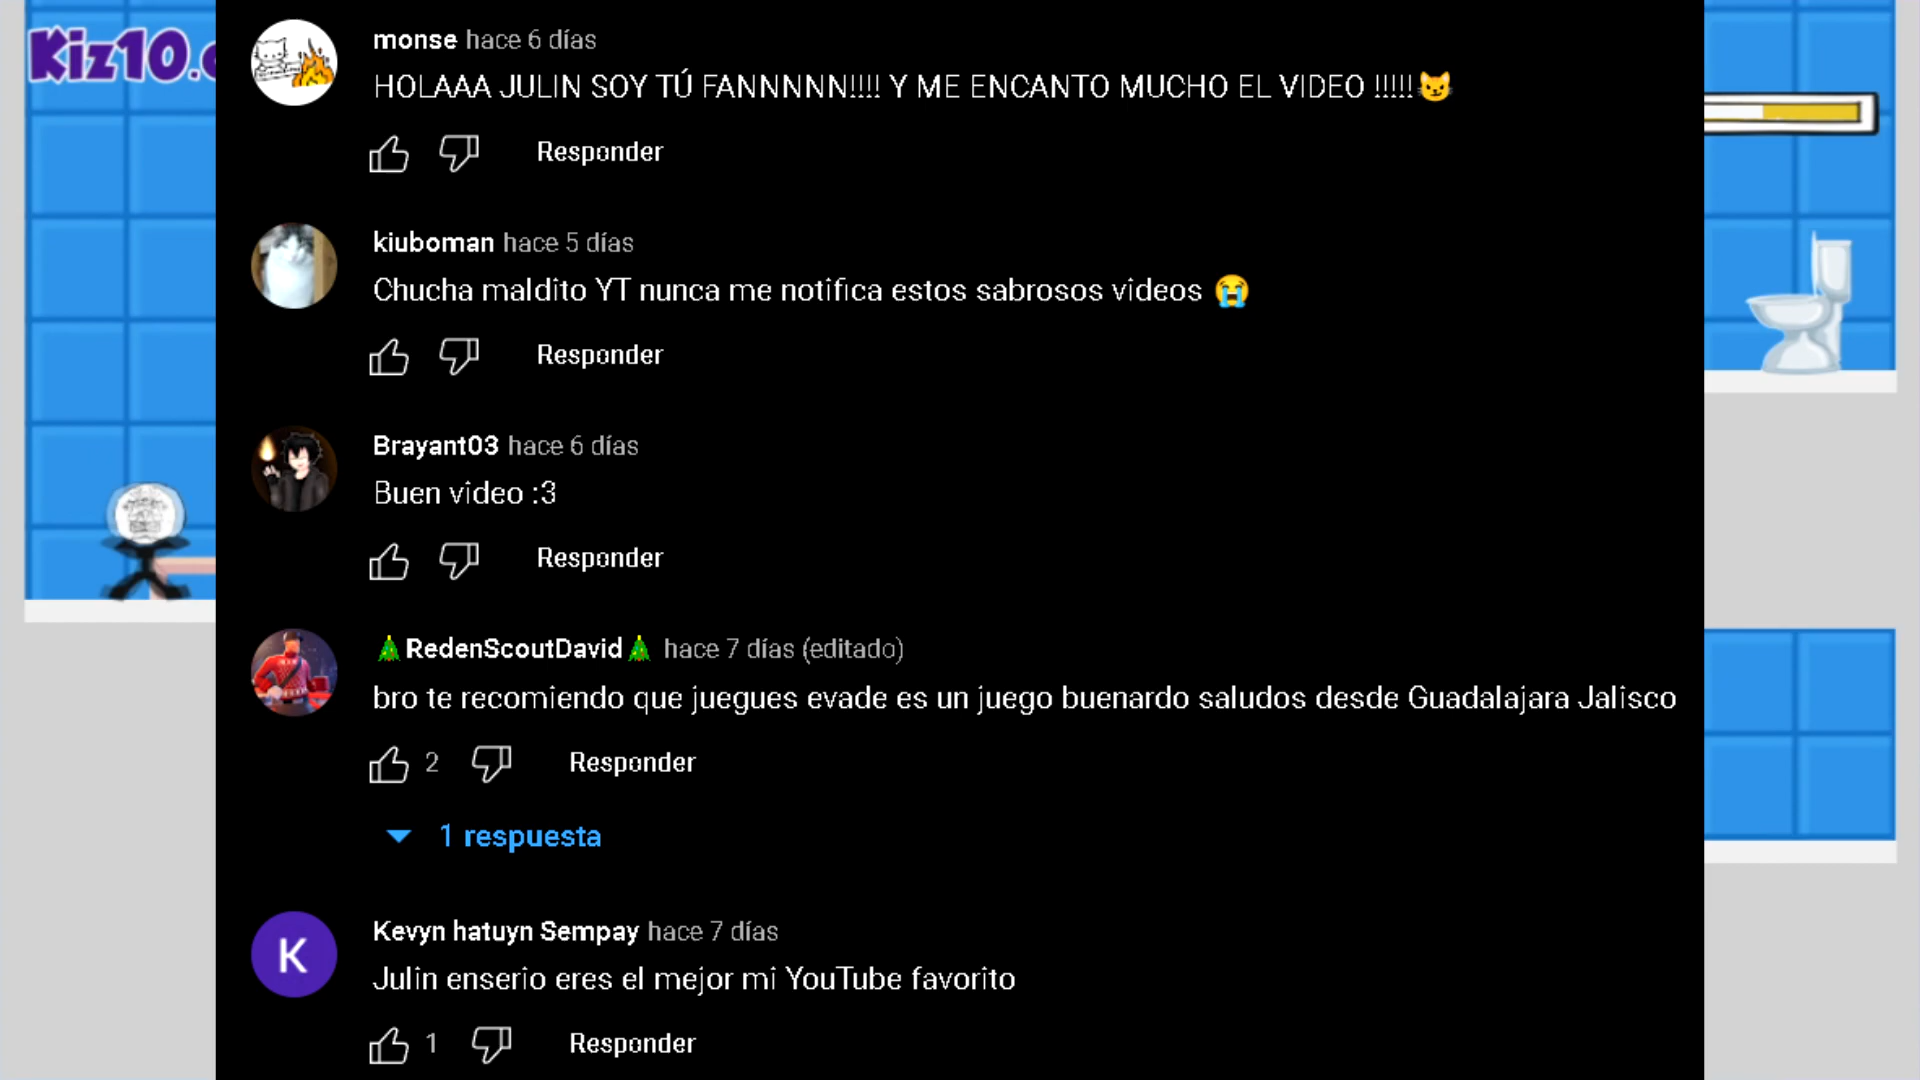 Kiz10.
monse hace 6 días
HOLAAA JULIN SOY TÚ FANNNNN!!!! Y ME ENCANTO MUCHO EL VIDEO !!!!!😼
Responder
kiuboman hace 5 días
Chucha maldito YT nunca me notifica estos sabrosos videos 😭
Responder
Brayant03 hace 6 días
Buen video :3
Responder
🎄RedenScoutDavid🎄 hace 7 días (editado)
bro te recomiendo que juegues evade es un juego buenardo saludos desde Guadalajara Jalisco
2 Responder
1 respuesta
K
Kevyn hatuyn Sempay hace 7 días
Julin enserio eres el mejor mi YouTube favorito
1 Responder